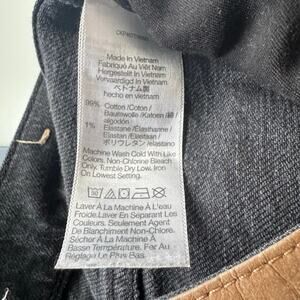 Made In Vietnam
Fabriqué Au Viêt Nam
Hergestellt In Vietnam
Vervaardigd In Vietnam
ベトナム製
hecho en vietnam
99% Cotton /Coton /
Baumwolle /Katoen / 綿 /
algodón
1% Elastane /Élasthanne /
Elastan /Elastaan /
ポリウレタン /elastano
Machine Wash Cold With Like
Colors. Non-Chlorine Bleach
Only. Tumble Dry Low. Iron
On Lowest Setting.
Laver À La Machine À L'eau
Froide.Laver En Séparant Les
Couleurs. Seulement Agent
De Blanchiment Non-Chlore.
Sécher À La Machine À
Basse Température. Fer Au
Réglage Le Plus Bas.